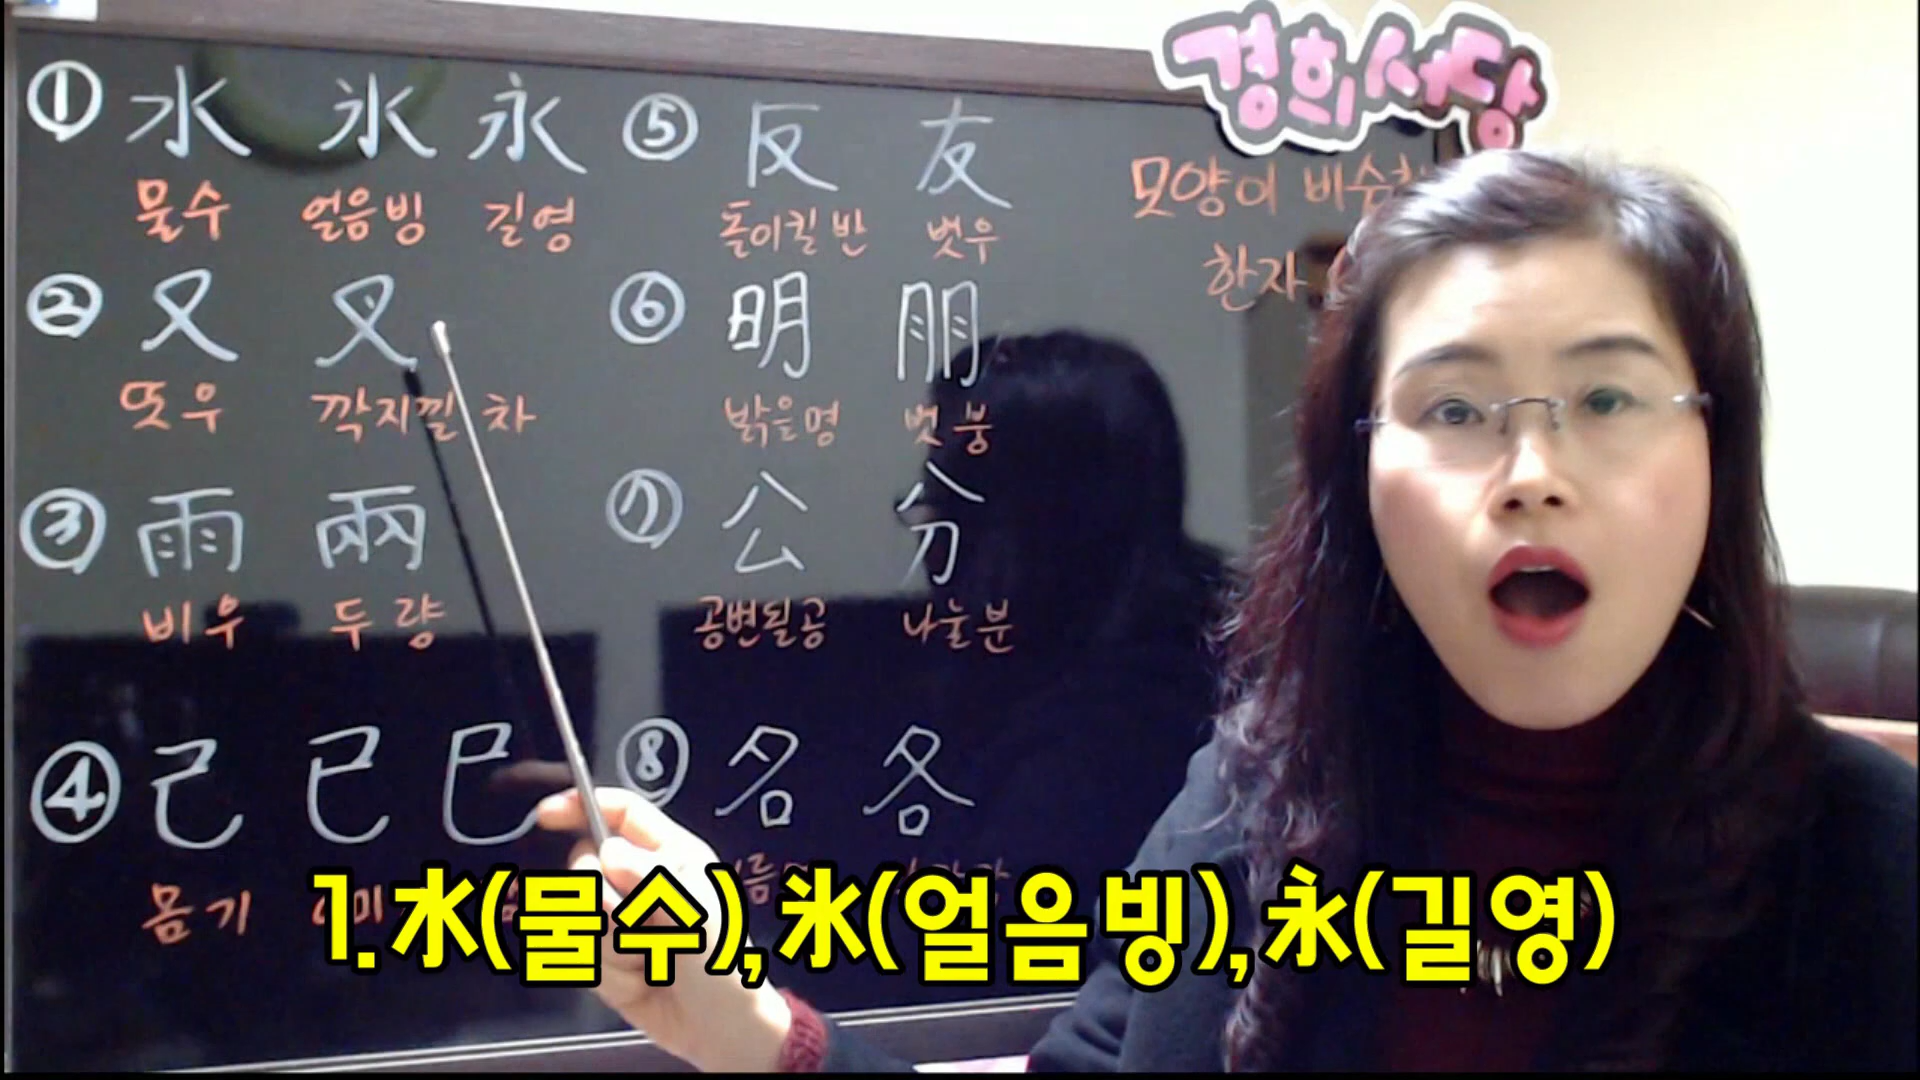 경희서당
모양이 비슷한
한자
① 水 氷 永
물수 얼음빙 길영
② 又 叉
또우 깍지낄 차
③ 雨 兩
비우 두량
④ 己 已 巳
몸기
⑤ 反 友
돌이킬반 벗우
⑥ 明 朋
밝을명 벗붕
⑦ 公 分
공변될공 나눌분
⑧ 名 各
1.水(물수),氷(얼음빙),永(길영)